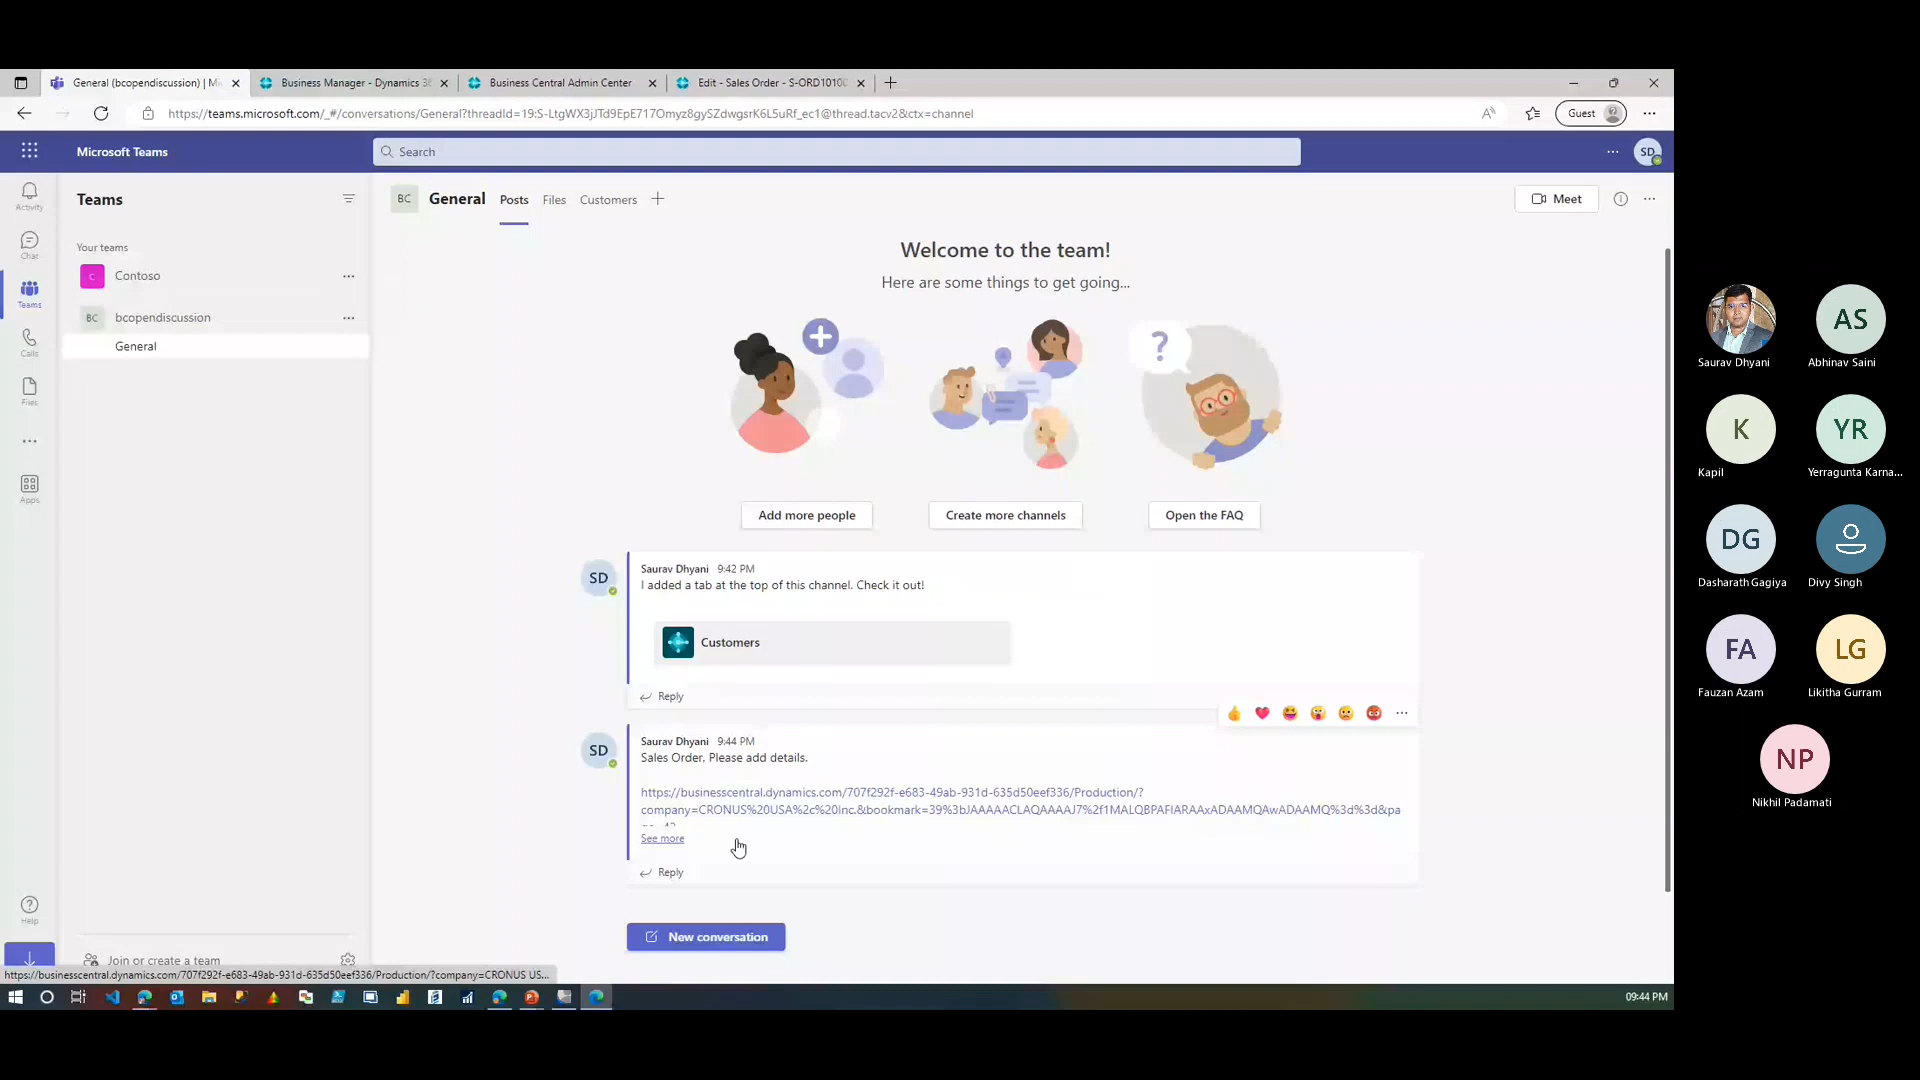 General (bcopendiscussion) | Mi
Business Manager - Dynamics 36
Business Central Admin Center
Edit - Sales Order - S-ORD10100
https://teams.microsoft.com/_#/conversations/General?threadId=19:S-LtgWX3jJTd9EpE717Omyz8gySZdwgsrK6L5uRf_ec1@thread.tacv2&ctx=channel
Guest
Microsoft Teams
Search
SD
Activity
Chat
Teams
Calls
Files
Apps
Help
Teams
Your teams
C
Contoso
BC
bcopendiscussion
General
Join or create a team
BC
General
Posts
Files
Customers
Meet
Welcome to the team!
Here are some things to get going...
?
Add more people
Create more channels
Open the FAQ
SD
Saurav Dhyani 9:42 PM
I added a tab at the top of this channel. Check it out!
Customers
Reply
SD
Saurav Dhyani 9:44 PM
Sales Order, Please add details.
https://businesscentral.dynamics.com/707f292f-e683-49ab-931d-635d50eef336/Production/?
company=CRONUS%20USA%2c%20Inc.&bookmark=39%3bJAAAAACLAQAAAAJ7%2f1MALQBPAFIARAAxADAAMQAwADAAMQ%3d%3d&pa
See more
Reply
New conversation
https://businesscentral.dynamics.com/707f292f-e683-49ab-931d-635d50eef336/Production/?company=CRONUS US...
09:44 PM
Saurav Dhyani
AS
Abhinav Saini
K
Kapil
YR
Yerragunta Karna...
DG
Dasharath Gagiya
Divy Singh
FA
Fauzan Azam
LG
Likitha Gurram
NP
Nikhil Padamati